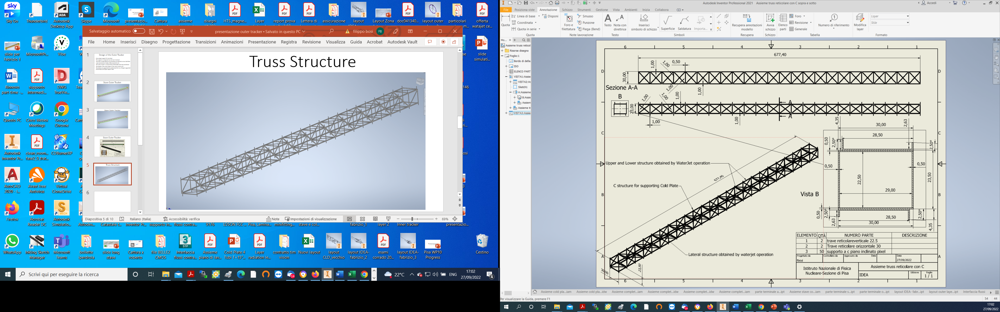 Sky Go
Thunderbird
Autodesk
Desktop App
Skype
Microsoft
presentazio...
Cattura
assieme
disegni
HTS_magne...
Layer
report prova
Lettera di
assicurazione
layout
Layout Zona
doc041340...
layout outer
particolari
offerta
watajet ce...
Salvataggio automatico
presentazione outer tracker • Salvato in questo PC
filippo bosi
FB
File
Home
Inserisci
Disegno
Progettazione
Transizioni
Animazioni
Presentazione
Registra
Revisione
Visualizza
Guida
Acrobat
Autodesk Vault
slide per
Fabrizio 1
MicrosoftPr...
Vibe
slide
simulati...
Rinnovo
part-time -...
supporto
intermedi...
DWG
TrueVie...
Questo PC
Cisco Webex
Meetings
Google
Chrome
Autodesk
Inventor Pr...
clean_room...
fase2_9_trat...
CDBurnerXP
AutoCAD
2020 - I...
Avast Free
Antivirus
Virtual
CloneDrive
Firefox
Acrobat
Reader DC
Autodesk
Simulatio...
1
Design of the Outer Tracker
2
Stave Outer Tracker
3
Stave Outer Tracker
4
Stave Outer Tracker
5
Truss Structure
6
Truss Structure
Diapositiva 5 di 10
Italiano (Italia)
Accessibilità: verifica
Note
Impostazioni di visualizzazione
69%
Autodes...
Catastale t...
Inventor Pr...
supporto in...
flussi contra...
9176
LOSON FCC ...
Pisa, Lamina...
minifitting...
stave e col...
fabrizio_1
layer 2
Inner tracker
presentazio...
WhatsApp
Inkling Sketch
Manager
Microsoft
Teams
bollette
iperdrola
slide long
stave
Cattura x
roberto
file BELLE2
CMOS
Interfaccia
flussi contra...
Assieme
piano di lav...
Cold Plate 4
Tubi T=15°...
Layer
radiation le...
contratto tim
vision
Nuovi layout
layout
CLD_vecchio
layout IDEA-
fabrizio_2
esami
corrado 20...
layout IDEA-
fabrizio_3
Pisa WP10
Progress
Cestino
Scrivi qui per eseguire la ricerca
22°C
ENG
17:02
27/09/2022
4
Autodesk Inventor Professional 2021 Assieme truss reticolare con C sopra e sotto
Accedi
File
Posiziona viste
Annotazione
Schizzo
Strumenti
Gestione
Vista
Ambienti
Inizia
Collabora
Quota
Linea di base
Disponi
Coordinata
Quota in serie
Foro e
filettatura
Smusso
Punzone
Piega (Bend)
Note lavorazione
Testo
Nota con
direttrice
Testo
Inserisci
simbolo di schizzo
Superficie
Saldatura
Importa...
Simboli
Recupera annotazioni
modello
Recupera
Avvia
schizzo
Schizzo
Elenco
parti
Foro
Revisione
Generale
Numero di riferimento
Tabella
Modifica
layer
Layer
Stile
Formato
Mo...
Assieme truss reticol
Risorse disegno
Foglio:1
Bordo di defau
ISO
ELENCO PART
VISTA1:Assie
VISTA2:As
Sketch1
A:Assieme
B:Assie
Assiem
Assieme tr
VISTA3:Assie
6 5 4 3 2 1
677,40
1,00
1,00
0,50
30,00
Sezione A-A
1,00
1,00
B
1,00
1,00
1,00
23,00
A
A
1,00
1,00
D
C
B
A
D
C
B
A
4,35
30,00
2,63
28,50
0,50
2,50°
2,50°
Upper and Lower structure obtained by WaterJet operation
C structure for supporting Cold Plate
677,40
0,50
0,50
22,50
23,50
29,00
Vista B
0,50
2,50°
2,63
28,50
30,00
2,50°
4,35
Lateral structure obtained by waterjet operation
30,00
23,50
ELEMENTO QTÀ NUMERO PARTE DESCRIZIONE
1 2 trave reticolareverticale 22.5
2 2 Trave reticolare orizzontale 30
3 50 supporto a c piano inclinato pixel
Progettato da
fbosi
Controllato da
Approvato da
Data
Data
27/09/2022
Istituto Nazionale di Fisica
Nucleare-Sezione di Pisa
Assieme truss reticolare con C
IDEA
Edizione
Foglio
1 / 1
6 5 4 3 2 1
Assieme cold pla...iam
Assieme cold pla...idw
Assieme complet...iam
Assieme complet...idw
Assieme complet...idw
Assieme complet...iam
parte terminale a...ipt
Assieme stave co...iam
parte terminale s...ipt
parte terminale o...ipt
layout IDEA- fabr...ipt
layout outer laye...ipt
Interfaccia flussi
Per visualizzare la Guida, premere F1
54 44
17:02
27/09/2022